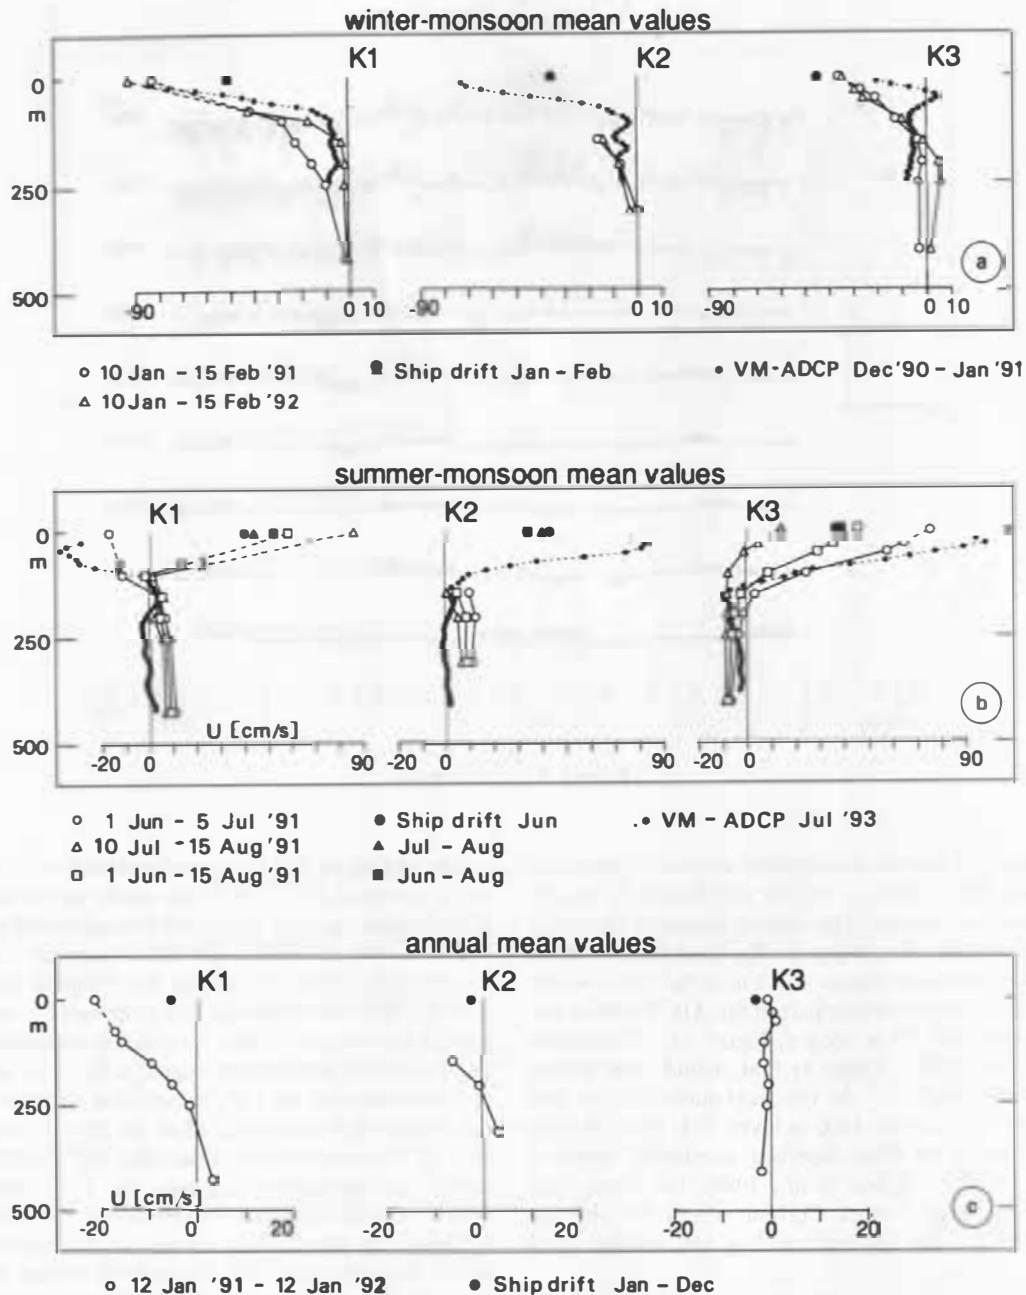 winter-monsoon mean values
K1 K2 K3
0
m
250
500
-90 0 10 -90 0 10 -90 0 10
a
10 Jan - 15 Feb '91 Ship drift Jan - Feb VM-ADCP Dec '90 - Jan '91
10 Jan - 15 Feb '92
summer-monsoon mean values
K1 K2 K3
0
m
250
500
U [cm/s]
-20 0 90 -20 0 90 -20 0 90
b
1 Jun - 5 Jul '91 Ship drift Jun VM - ADCP Jul '93
10 Jul - 15 Aug '91 Jul - Aug
1 Jun - 15 Aug '91 Jun - Aug
annual mean values
K1 K2 K3
0
m
250
500
U [cm/s]
-20 0 20 -20 0 20 -20 0 20
c
12 Jan '91 - 12 Jan '92 Ship drift Jan - Dec